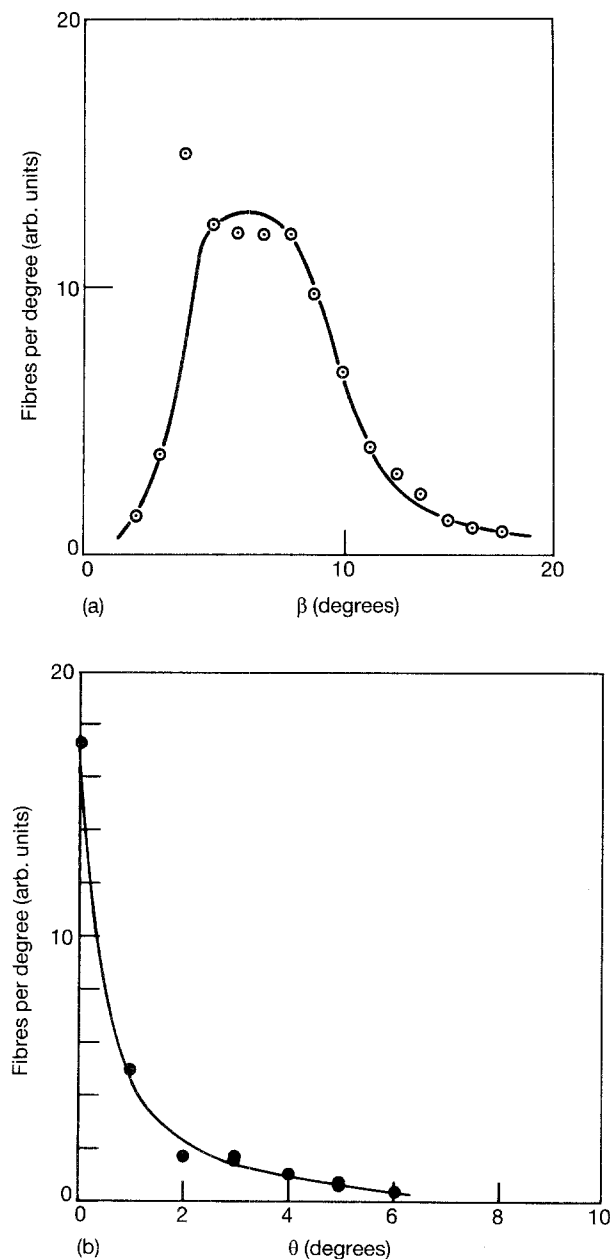 20
Fibres per degree (arb. units)
10
0
0 10 20
(a) β (degrees)
20
Fibres per degree (arb. units)
10
0
0 2 4 6 8 10
(b) θ (degrees)